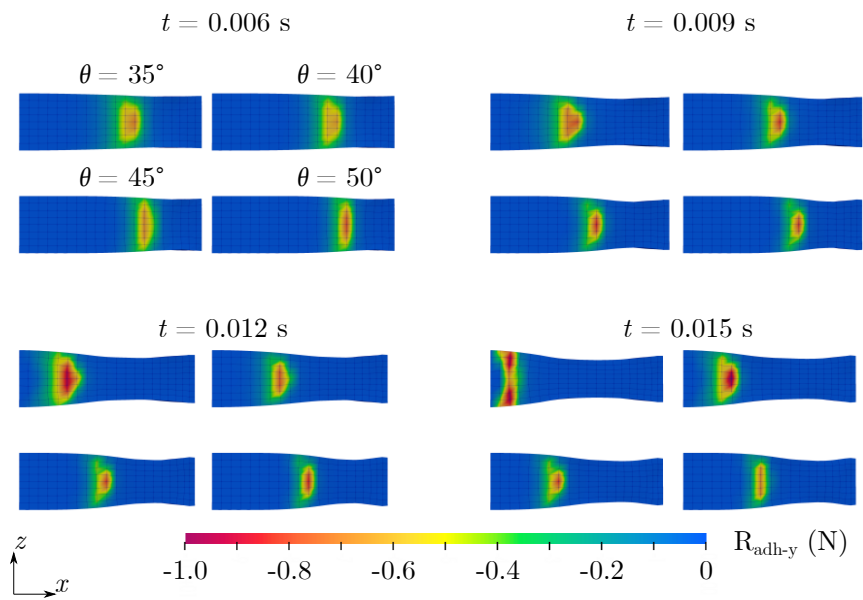 t = 0.006 s
t = 0.009 s
θ = 35°
θ = 40°
θ = 45°
θ = 50°
t = 0.012 s
t = 0.015 s
R_adh-y (N)
-1.0 -0.8 -0.6 -0.4 -0.2 0
z
x